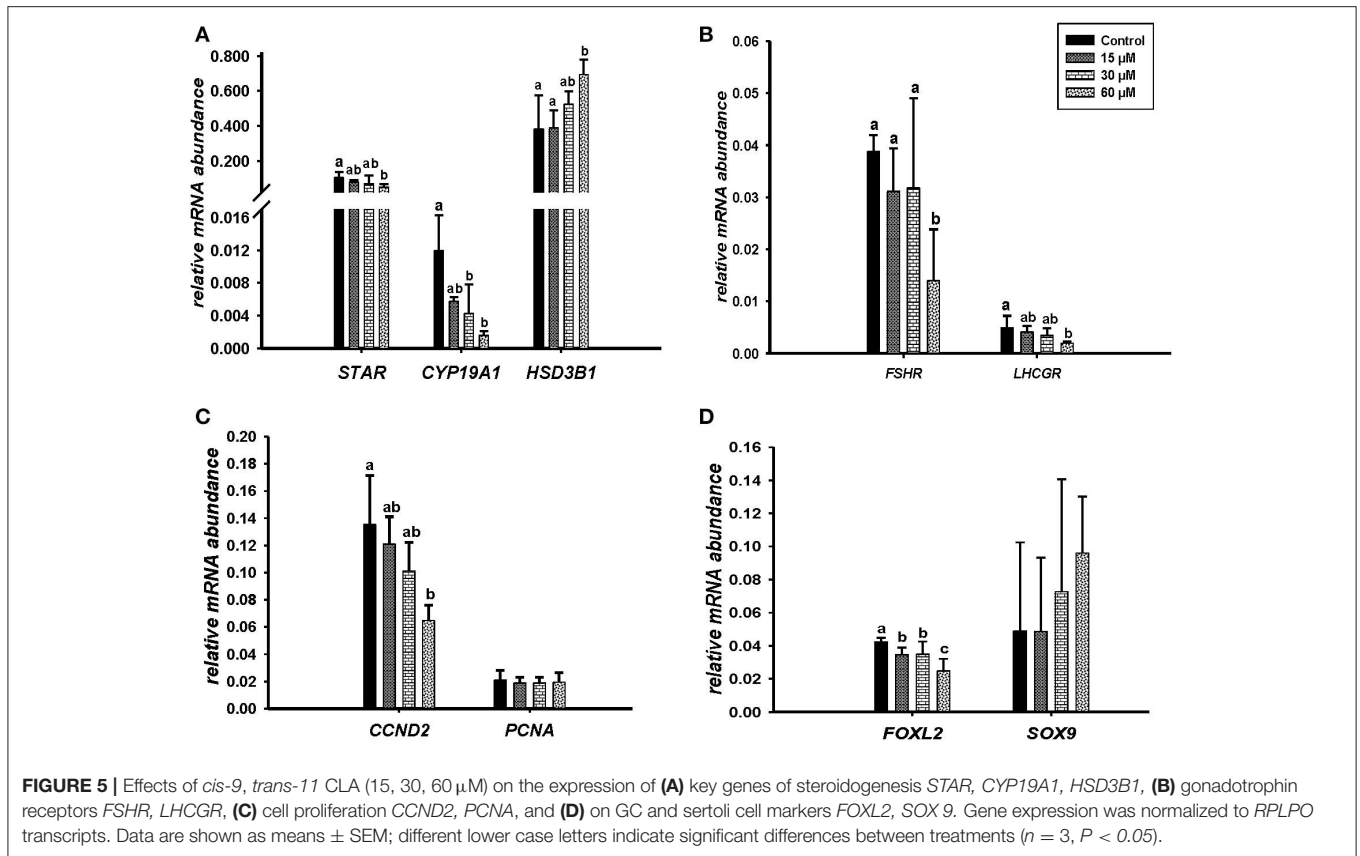 A
relative mRNA abundance
0.800
0.600
0.400
0.200
0.016
0.012
0.008
0.004
0.000
relative mRNA abundance
a ab ab b
a ab b b
a a ab b
STAR CYP19A1 HSD3B1
B
relative mRNA abundance
0.06
0.05
0.04
0.03
0.02
0.01
0.00
Control
15 µM
30 µM
60 µM
a a a b
a ab ab b
FSHR LHCGR
C
relative mRNA abundance
0.20
0.18
0.16
0.14
0.12
0.10
0.08
0.06
0.04
0.02
0.00
a ab ab b
CCND2 PCNA
D
relative mRNA abundance
0.16
0.14
0.12
0.10
0.08
0.06
0.04
0.02
0.00
a b b c
FOXL2 SOX9
FIGURE 5 | Effects of cis-9, trans-11 CLA (15, 30, 60 µM) on the expression of (A) key genes of steroidogenesis STAR, CYP19A1, HSD3B1, (B) gonadotrophin
receptors FSHR, LHCGR, (C) cell proliferation CCND2, PCNA, and (D) on GC and sertoli cell markers FOXL2, SOX 9. Gene expression was normalized to RPLPO
transcripts. Data are shown as means ± SEM; different lower case letters indicate significant differences between treatments (n = 3, P < 0.05).